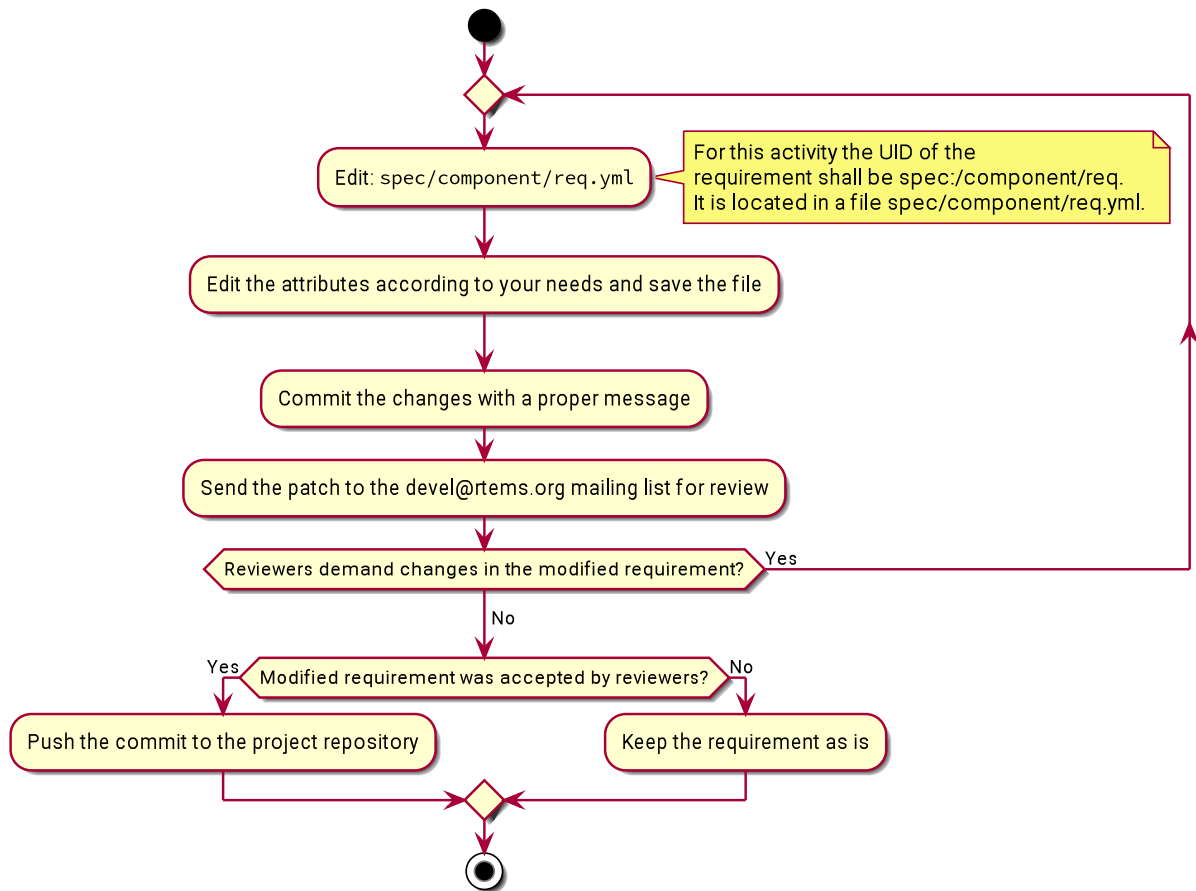 Edit: spec/component/req.yml
For this activity the UID of the
requirement shall be spec:/component/req.
It is located in a file spec/component/req.yml.
Edit the attributes according to your needs and save the file
Commit the changes with a proper message
Send the patch to the devel@rtems.org mailing list for review
Reviewers demand changes in the modified requirement?
Yes
No
Yes
Modified requirement was accepted by reviewers?
No
Push the commit to the project repository
Keep the requirement as is